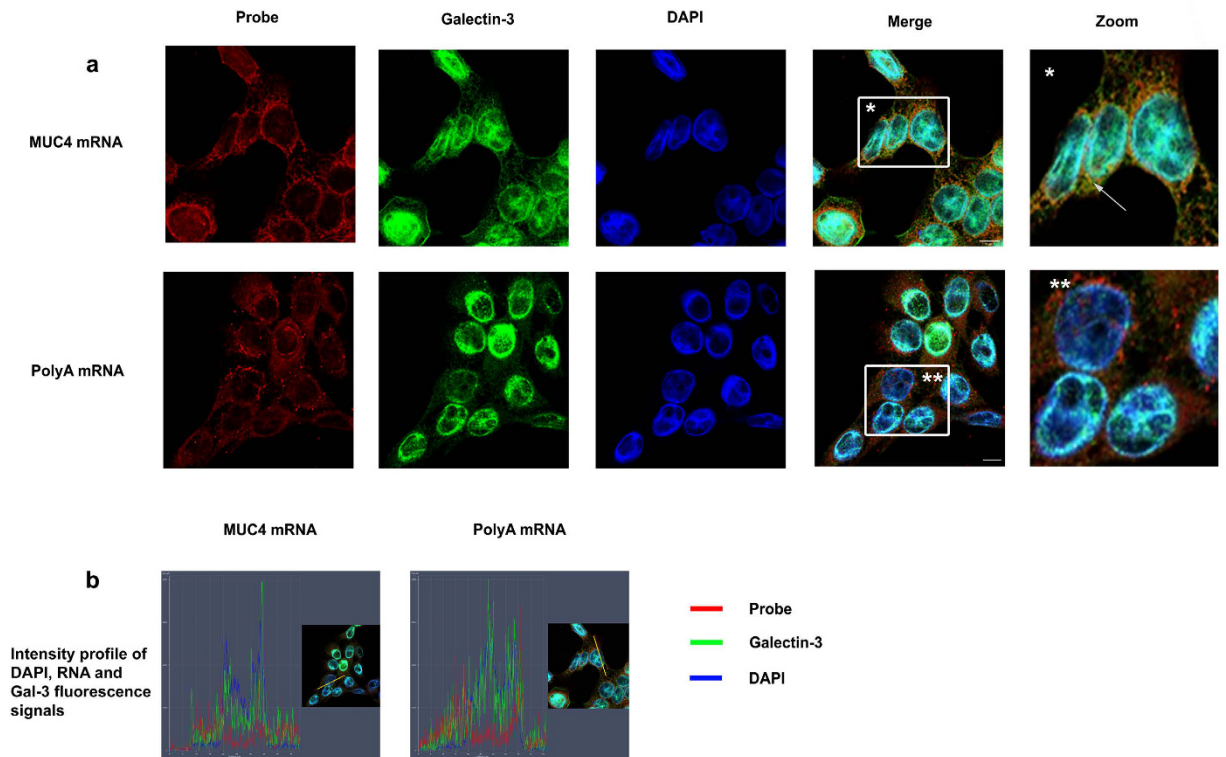 Probe Galectin-3 DAPI Merge Zoom
a
MUC4 mRNA
*
*
PolyA mRNA
**
**
MUC4 mRNA PolyA mRNA
b
Intensity profile of
DAPI, RNA and
Gal-3 fluorescence
signals
Probe
Galectin-3
DAPI